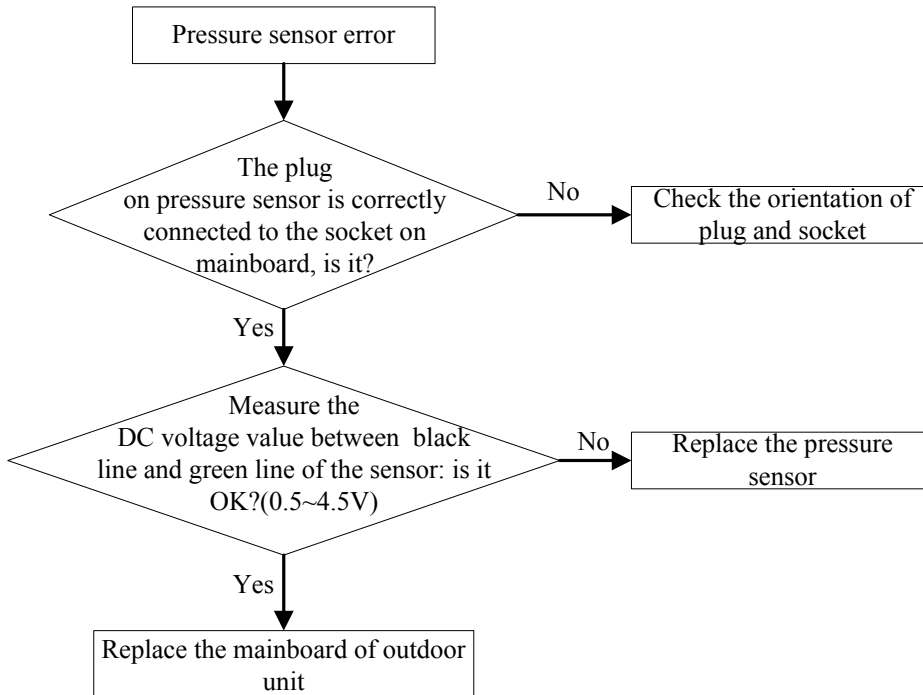 Pressure sensor error
The plug
on pressure sensor is correctly
connected to the socket on
mainboard, is it?
No
Check the orientation of
plug and socket
Yes
Measure the
DC voltage value between black
line and green line of the sensor: is it
OK?(0.5~4.5V)
No
Replace the pressure
sensor
Yes
Replace the mainboard of outdoor
unit